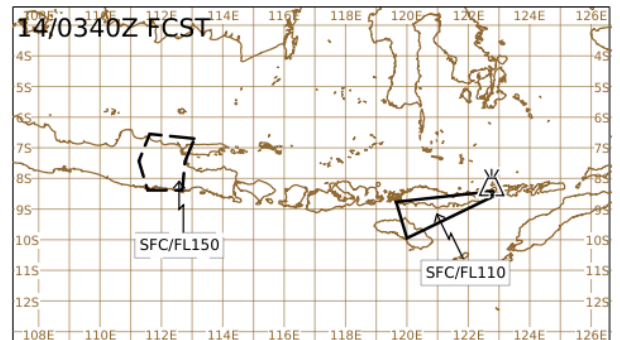 108E 110E 112E 114E 116E 118E 120E 122E 124E 126E
14/0340Z FCST
4S 4S
5S 5S
6S 6S
7S 7S
8S 8S
9S 9S
SFC/FL150
10S 10S
SFC/FL110
11S 11S
12S 12S
108E 110E 112E 114E 116E 118E 120E 122E 124E 126E